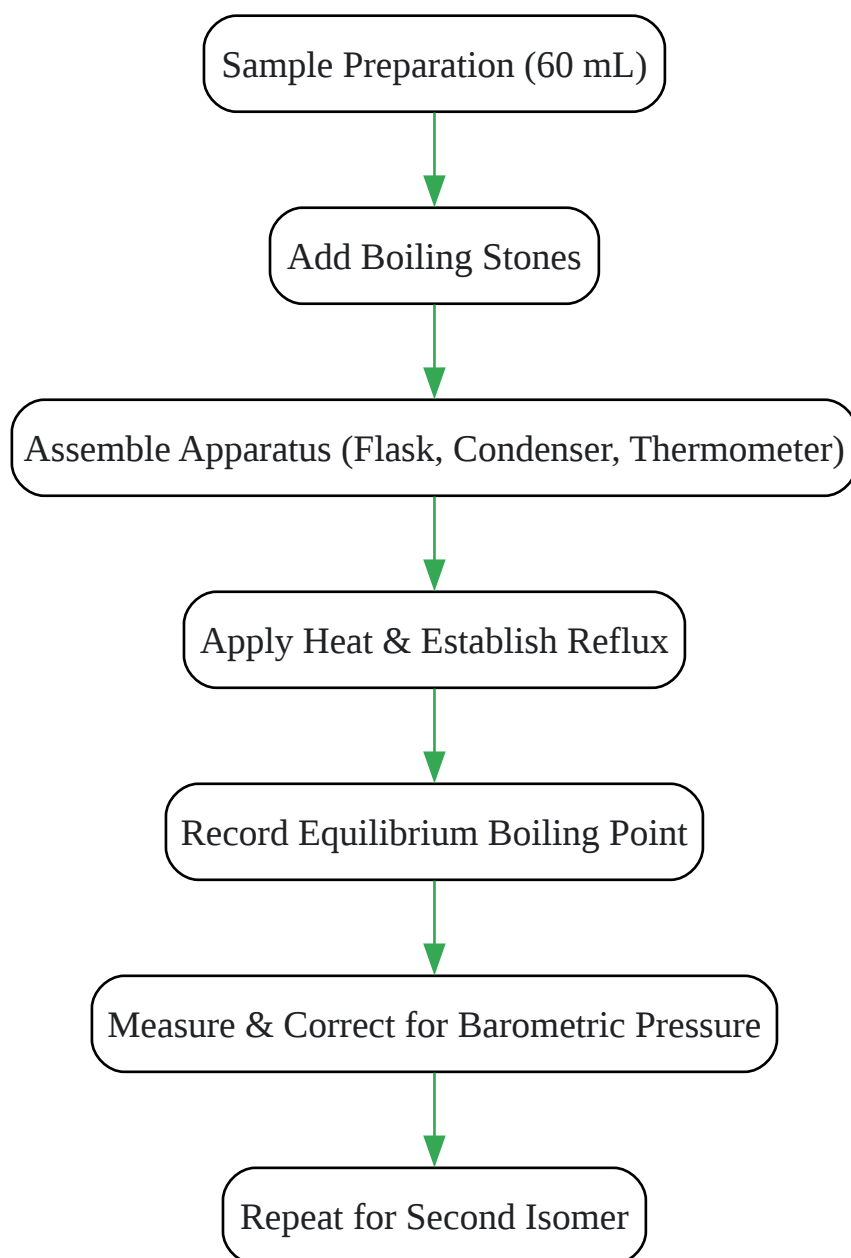 Sample Preparation (60 mL)
Add Boiling Stones
Assemble Apparatus (Flask, Condenser, Thermometer)
Apply Heat & Establish Reflux
Record Equilibrium Boiling Point
Measure & Correct for Barometric Pressure
Repeat for Second Isomer